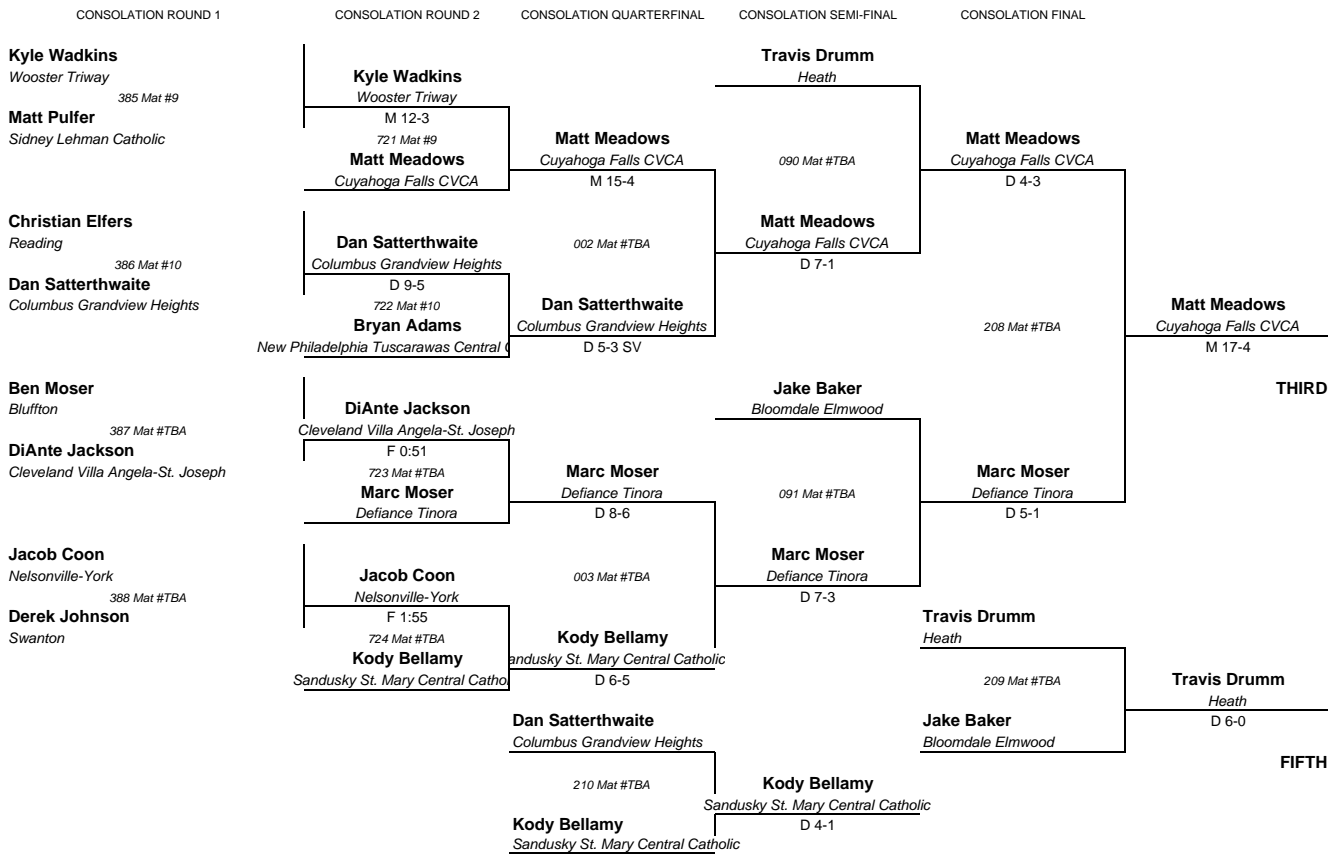 CONSOLATION ROUND 1
CONSOLATION ROUND 2
CONSOLATION QUARTERFINAL
CONSOLATION SEMI-FINAL
CONSOLATION FINAL
Kyle Wadkins
Wooster Triway
385 Mat #9
Matt Pulfer
Sidney Lehman Catholic
Christian Elfers
Reading
386 Mat #10
Dan Satterthwaite
Columbus Grandview Heights
Ben Moser
Bluffton
387 Mat #TBA
DiAnte Jackson
Cleveland Villa Angela-St. Joseph
Jacob Coon
Nelsonville-York
388 Mat #TBA
Derek Johnson
Swanton
Kyle Wadkins
Wooster Triway
M 12-3
721 Mat #9
Matt Meadows
Cuyahoga Falls CVCA
Dan Satterthwaite
Columbus Grandview Heights
D 9-5
722 Mat #10
Bryan Adams
New Philadelphia Tuscarawas Central C
DiAnte Jackson
Cleveland Villa Angela-St. Joseph
F 0:51
723 Mat #TBA
Marc Moser
Defiance Tinora
Jacob Coon
Nelsonville-York
F 1:55
724 Mat #TBA
Kody Bellamy
Sandusky St. Mary Central Cathol
Matt Meadows
Cuyahoga Falls CVCA
M 15-4
002 Mat #TBA
Dan Satterthwaite
Columbus Grandview Heights
D 5-3 SV
Marc Moser
Defiance Tinora
D 8-6
003 Mat #TBA
Kody Bellamy
andusky St. Mary Central Catholic
D 6-5
Dan Satterthwaite
Columbus Grandview Heights
210 Mat #TBA
Kody Bellamy
Sandusky St. Mary Central Catholic
Travis Drumm
Heath
090 Mat #TBA
Matt Meadows
Cuyahoga Falls CVCA
D 7-1
Jake Baker
Bloomdale Elmwood
091 Mat #TBA
Marc Moser
Defiance Tinora
D 7-3
Kody Bellamy
Sandusky St. Mary Central Catholic
D 4-1
Matt Meadows
Cuyahoga Falls CVCA
D 4-3
208 Mat #TBA
Marc Moser
Defiance Tinora
D 5-1
Travis Drumm
Heath
209 Mat #TBA
Jake Baker
Bloomdale Elmwood
Matt Meadows
Cuyahoga Falls CVCA
M 17-4
THIRD
Travis Drumm
Heath
D 6-0
FIFTH